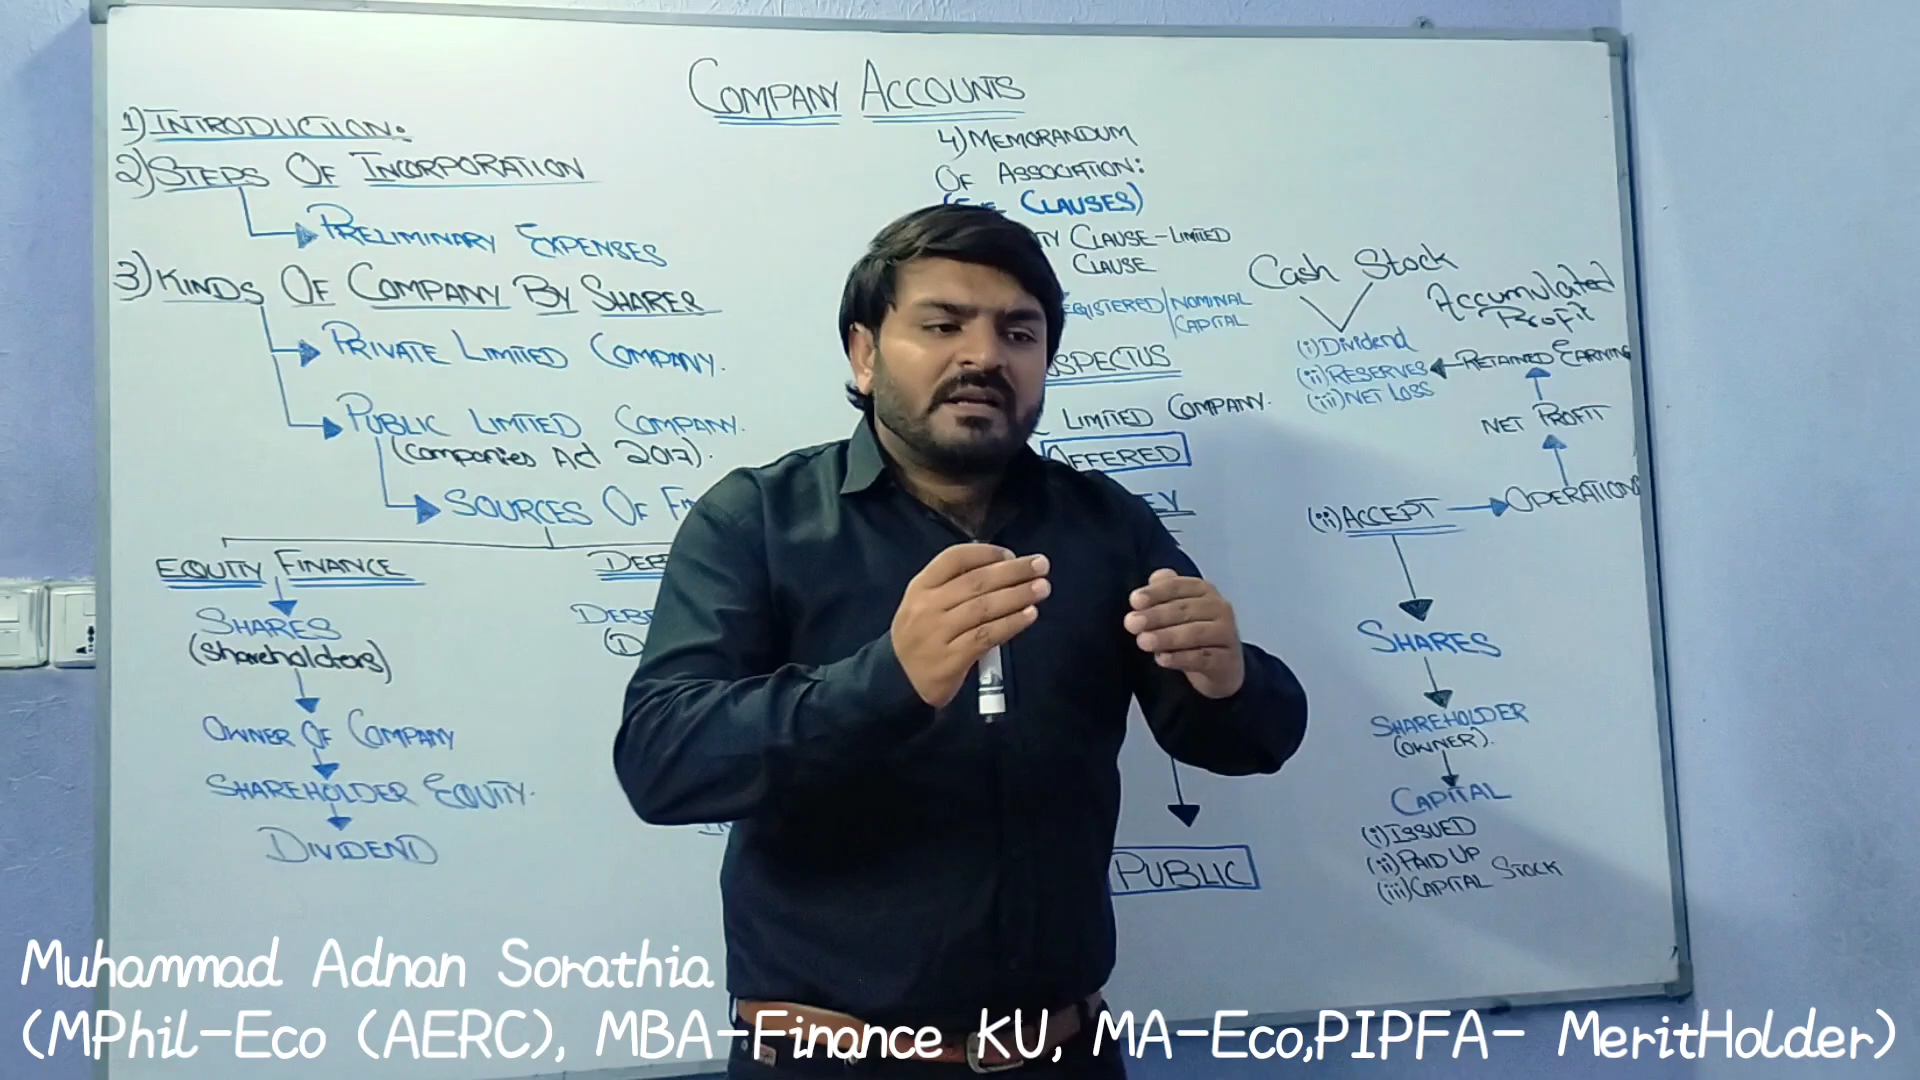 COMPANY ACCOUNTS
1) INTRODUCTION:
2) STEPS OF INCORPORATION
PRELIMINARY EXPENSES
3) KINDS OF COMPANY BY SHARES
PRIVATE LIMITED COMPANY.
PUBLIC LIMITED COMPANY.
(Companies Act 2017).
SOURCES OF
EQUITY FINANCE
SHARES
(shareholders)
OWNER OF COMPANY
SHAREHOLDER EQUITY.
DIVIDEND
4) MEMORANDUM
OF ASSOCIATION:
CLAUSES)
CLAUSE-LIMITED
CLAUSE
NOMINAL
CAPITAL
LIMITED COMPANY.
OFFERED
PUBLIC
Cash Stock
Accumulated
Profit
(i) Dividend
(ii) RESERVES RETAINED EARNING
(iii) NET LOSS
NET PROFIT
(ii) ACCEPT OPERATIONS
SHARES
SHAREHOLDER
(OWNER).
CAPITAL
(i) ISSUED
(ii) PAID UP
(iii) CAPITAL STOCK
Muhammad Adnan Sorathia
(MPhil-Eco (AERC), MBA-Finance KU, MA-Eco,PIPFA- MeritHolder)